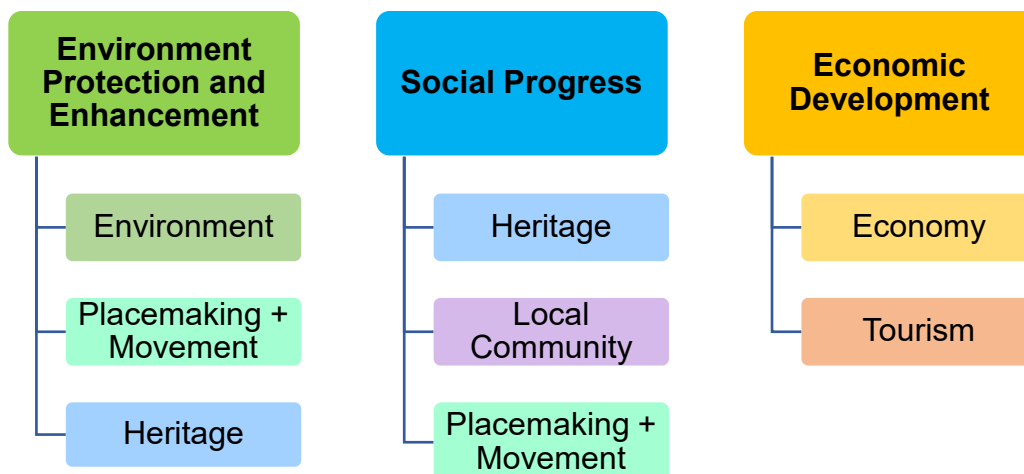 Environment
Protection and
Enhancement
Environment
Placemaking +
Movement
Heritage
Social Progress
Heritage
Local
Community
Placemaking +
Movement
Economic
Development
Economy
Tourism